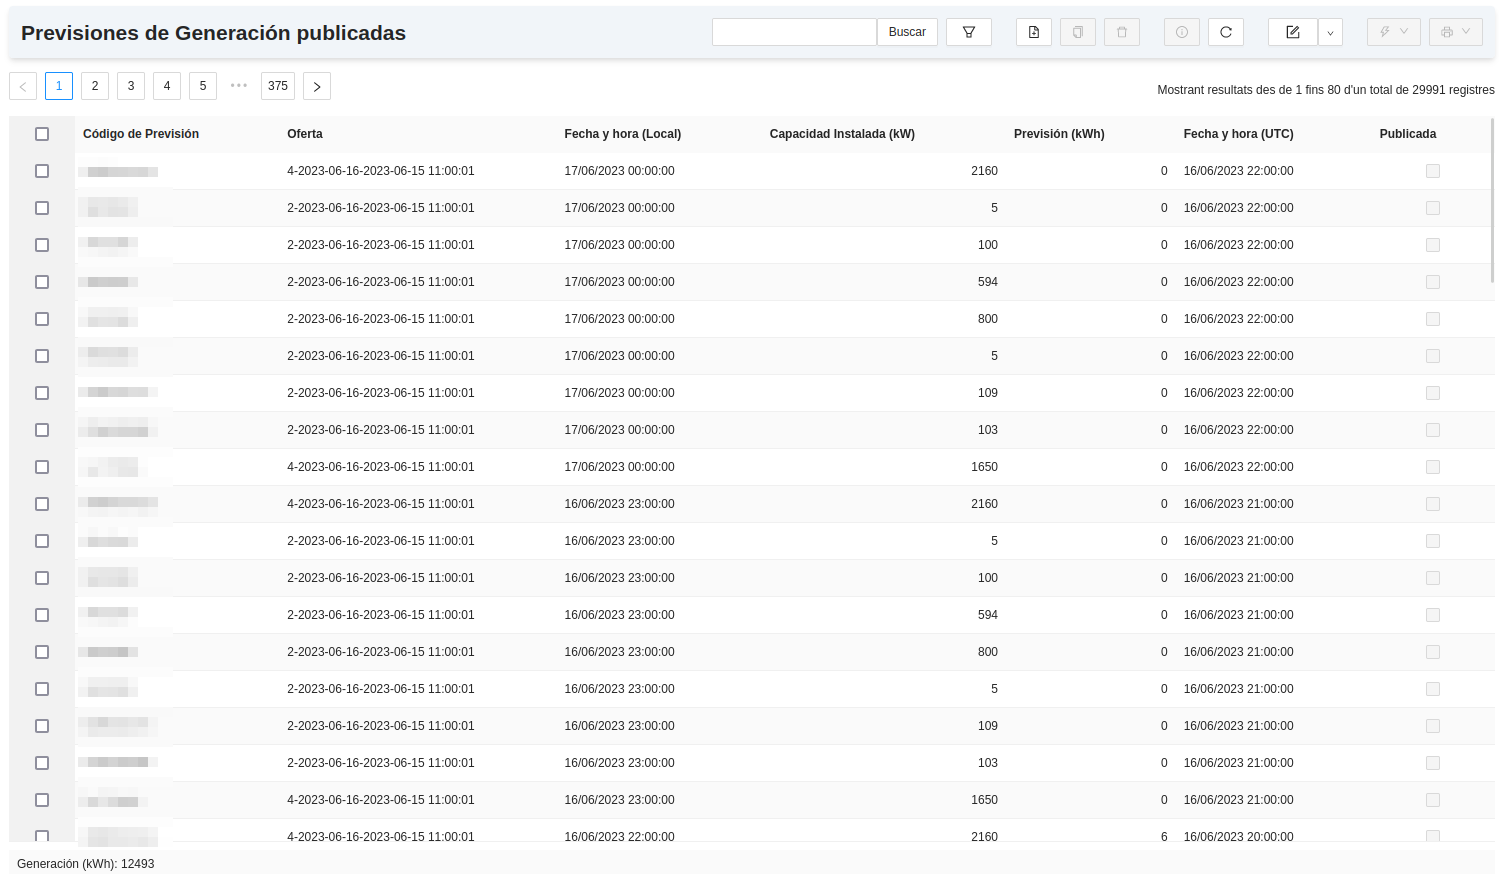 Previsiones de Generación publicadas Buscar
1 2 3 4 5 ••• 375 Mostrant resultats des de 1 fins 80 d'un total de 29991 registres
Código de Previsión Oferta Fecha y hora (Local) Capacidad Instalada (kW) Previsión (kWh) Fecha y hora (UTC) Publicada
4-2023-06-16-2023-06-15 11:00:01 17/06/2023 00:00:00 2160 0 16/06/2023 22:00:00
2-2023-06-16-2023-06-15 11:00:01 17/06/2023 00:00:00 5 0 16/06/2023 22:00:00
2-2023-06-16-2023-06-15 11:00:01 17/06/2023 00:00:00 100 0 16/06/2023 22:00:00
2-2023-06-16-2023-06-15 11:00:01 17/06/2023 00:00:00 594 0 16/06/2023 22:00:00
2-2023-06-16-2023-06-15 11:00:01 17/06/2023 00:00:00 800 0 16/06/2023 22:00:00
2-2023-06-16-2023-06-15 11:00:01 17/06/2023 00:00:00 5 0 16/06/2023 22:00:00
2-2023-06-16-2023-06-15 11:00:01 17/06/2023 00:00:00 109 0 16/06/2023 22:00:00
2-2023-06-16-2023-06-15 11:00:01 17/06/2023 00:00:00 103 0 16/06/2023 22:00:00
4-2023-06-16-2023-06-15 11:00:01 17/06/2023 00:00:00 1650 0 16/06/2023 22:00:00
4-2023-06-16-2023-06-15 11:00:01 16/06/2023 23:00:00 2160 0 16/06/2023 21:00:00
2-2023-06-16-2023-06-15 11:00:01 16/06/2023 23:00:00 5 0 16/06/2023 21:00:00
2-2023-06-16-2023-06-15 11:00:01 16/06/2023 23:00:00 100 0 16/06/2023 21:00:00
2-2023-06-16-2023-06-15 11:00:01 16/06/2023 23:00:00 594 0 16/06/2023 21:00:00
2-2023-06-16-2023-06-15 11:00:01 16/06/2023 23:00:00 800 0 16/06/2023 21:00:00
2-2023-06-16-2023-06-15 11:00:01 16/06/2023 23:00:00 5 0 16/06/2023 21:00:00
2-2023-06-16-2023-06-15 11:00:01 16/06/2023 23:00:00 109 0 16/06/2023 21:00:00
2-2023-06-16-2023-06-15 11:00:01 16/06/2023 23:00:00 103 0 16/06/2023 21:00:00
4-2023-06-16-2023-06-15 11:00:01 16/06/2023 23:00:00 1650 0 16/06/2023 21:00:00
4-2023-06-16-2023-06-15 11:00:01 16/06/2023 22:00:00 2160 6 16/06/2023 20:00:00
Generación (kWh): 12493